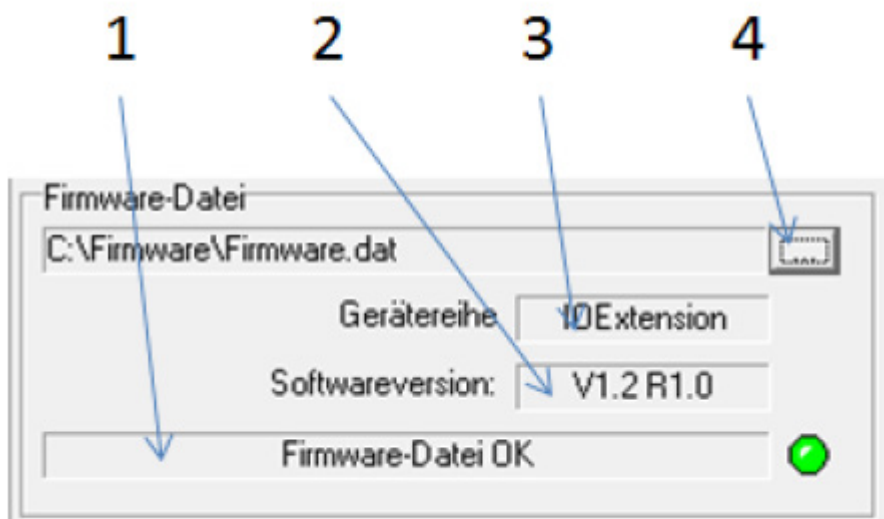 1 2 3 4
Firmware-Datei
C:\Firmware\Firmware.dat
...
Gerätereihe IOExtension
Softwareversion: V1.2 R1.0
Firmware-Datei OK